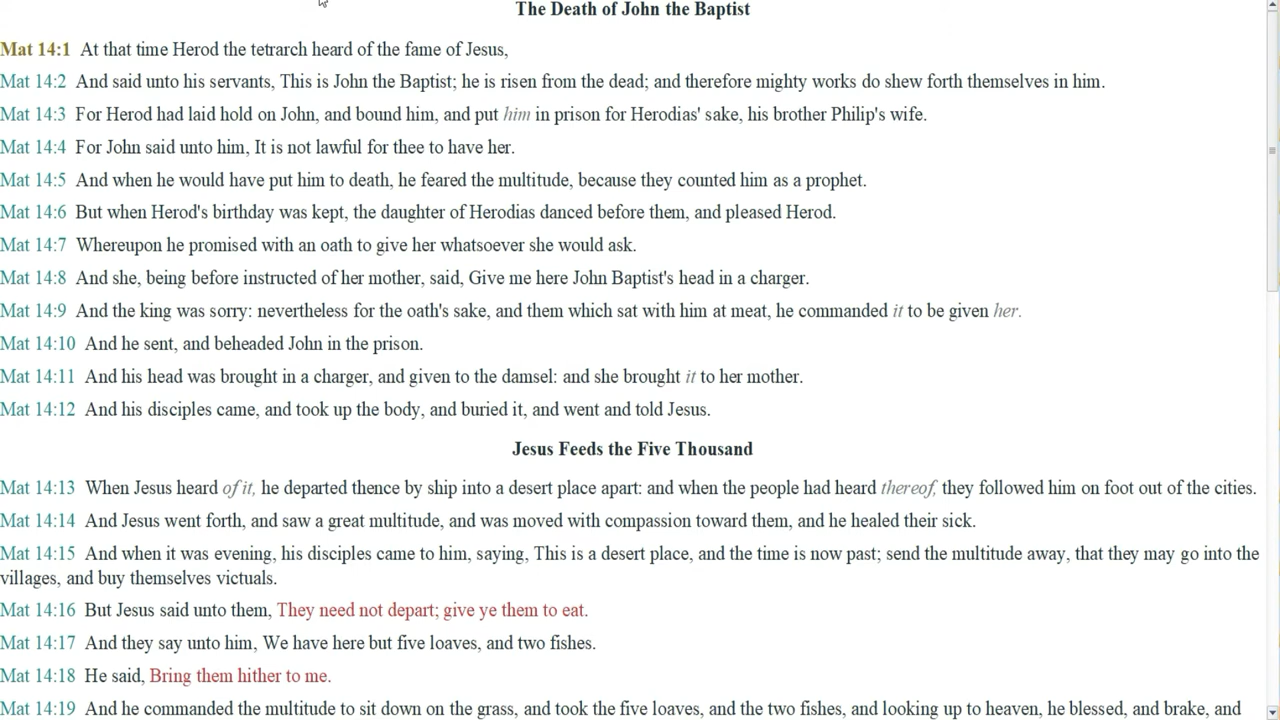 The Death of John the Baptist
Mat 14:1 At that time Herod the tetrarch heard of the fame of Jesus,
Mat 14:2 And said unto his servants, This is John the Baptist; he is risen from the dead; and therefore mighty works do shew forth themselves in him.
Mat 14:3 For Herod had laid hold on John, and bound him, and put him in prison for Herodias' sake, his brother Philip's wife.
Mat 14:4 For John said unto him, It is not lawful for thee to have her.
Mat 14:5 And when he would have put him to death, he feared the multitude, because they counted him as a prophet.
Mat 14:6 But when Herod's birthday was kept, the daughter of Herodias danced before them, and pleased Herod.
Mat 14:7 Whereupon he promised with an oath to give her whatsoever she would ask.
Mat 14:8 And she, being before instructed of her mother, said, Give me here John Baptist's head in a charger.
Mat 14:9 And the king was sorry: nevertheless for the oath's sake, and them which sat with him at meat, he commanded it to be given her.
Mat 14:10 And he sent, and beheaded John in the prison.
Mat 14:11 And his head was brought in a charger, and given to the damsel: and she brought it to her mother.
Mat 14:12 And his disciples came, and took up the body, and buried it, and went and told Jesus.
Jesus Feeds the Five Thousand
Mat 14:13 When Jesus heard of it, he departed thence by ship into a desert place apart: and when the people had heard thereof, they followed him on foot out of the cities.
Mat 14:14 And Jesus went forth, and saw a great multitude, and was moved with compassion toward them, and he healed their sick.
Mat 14:15 And when it was evening, his disciples came to him, saying, This is a desert place, and the time is now past; send the multitude away, that they may go into the
villages, and buy themselves victuals.
Mat 14:16 But Jesus said unto them, They need not depart; give ye them to eat.
Mat 14:17 And they say unto him, We have here but five loaves, and two fishes.
Mat 14:18 He said, Bring them hither to me.
Mat 14:19 And he commanded the multitude to sit down on the grass, and took the five loaves, and the two fishes, and looking up to heaven, he blessed, and brake, and